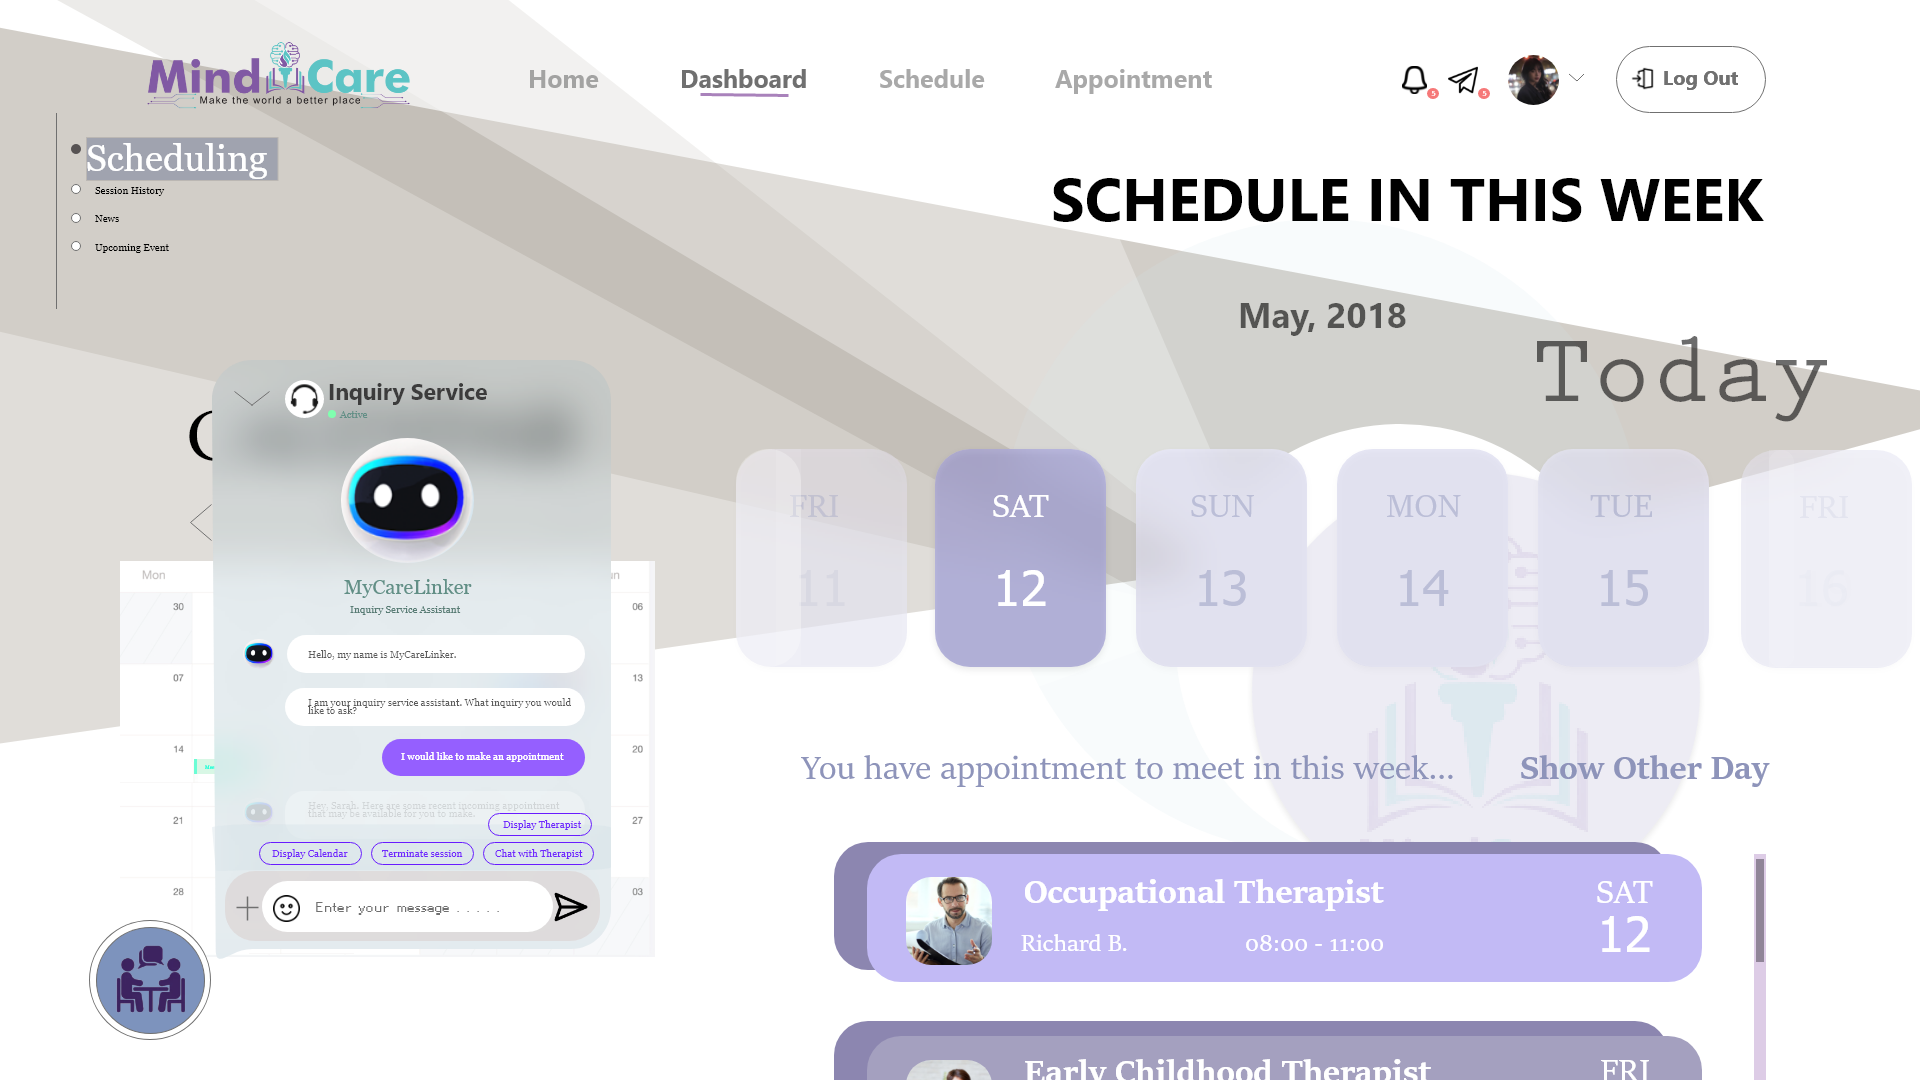 Mind Care
Make the world a better place
Home
Dashboard
Schedule
Appointment
5
5
Log Out
Scheduling
Session History
News
Upcoming Event
SCHEDULE IN THIS WEEK
May, 2018
Today
Inquiry Service
Active
MyCareLinker
Inquiry Service Assistant
Hello, my name is MyCareLinker.
I am your inquiry service assistant. What inquiry you would
like to ask?
I would like to make an appointment
Hey, Sarah. Here are some recent incoming appointment
that may be available for you to make.
Display Therapist
Display Calendar
Terminate session
Chat with Therapist
Enter your message . . . . .
Mon
30
06
07
13
14
20
21
27
28
03
FRI
11
SAT
12
SUN
13
MON
14
TUE
15
FRI
16
You have appointment to meet in this week...
Show Other Day
Occupational Therapist
Richard B.
08:00 - 11:00
SAT
12
Early Childhood Therapist
FRI